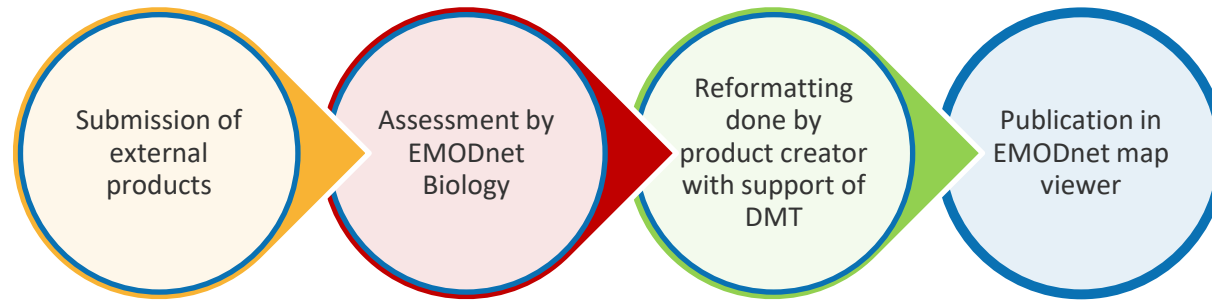 Submission of
external
products
Assessment by
EMODnet
Biology
Reformatting
done by
product creator
with support of
DMT
Publication in
EMODnet map
viewer